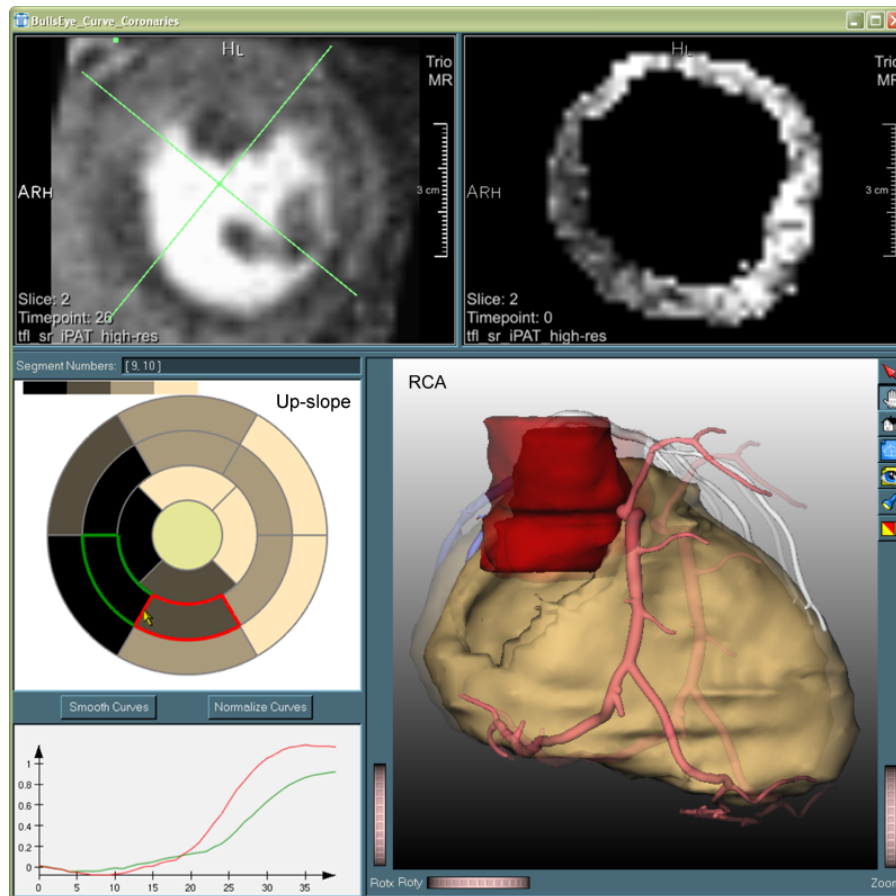 BullsEye_Curve_Coronaries
HL
Trio
MR
ARH
3 cm
Slice: 2
Timepoint: 26
tfl_sr_iPAT_high-res
HL
Trio
MR
ARH
3 cm
Slice: 2
Timepoint: 0
tfl_sr_iPAT_high-res
Segment Numbers: [ 9, 10 ]
Up-slope
RCA
Smooth Curves
Normalize Curves
1
0.8
0.6
0.4
0.2
0
0 5 10 15 20 25 30 35
Rotx Roty
Zoom